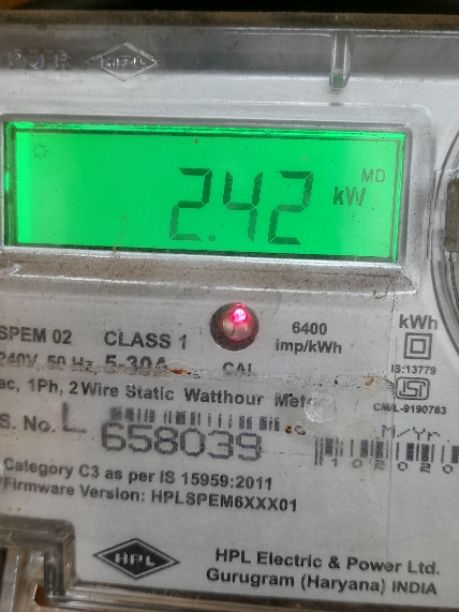 HPL
MD
2.42 kW
SPEM 02 CLASS 1 6400 imp/kWh kWh
240V, 50 Hz, 5-30A CAL IS:13779
ac, 1Ph, 2Wire Static Watthour Meter
CM/L-9190763
S. No. L 658039 M/Yr
102020
Category C3 as per IS 15959:2011
Firmware Version: HPLSPEM6XXX01
HPL HPL Electric & Power Ltd.
Gurugram (Haryana) INDIA